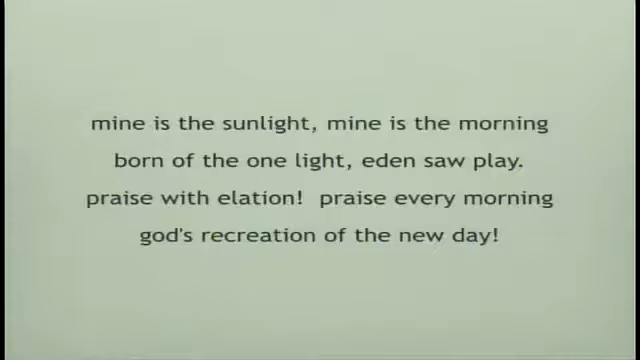 mine is the sunlight, mine is the morning
born of the one light, eden saw play.
praise with elation!  praise every morning
god's recreation of the new day!